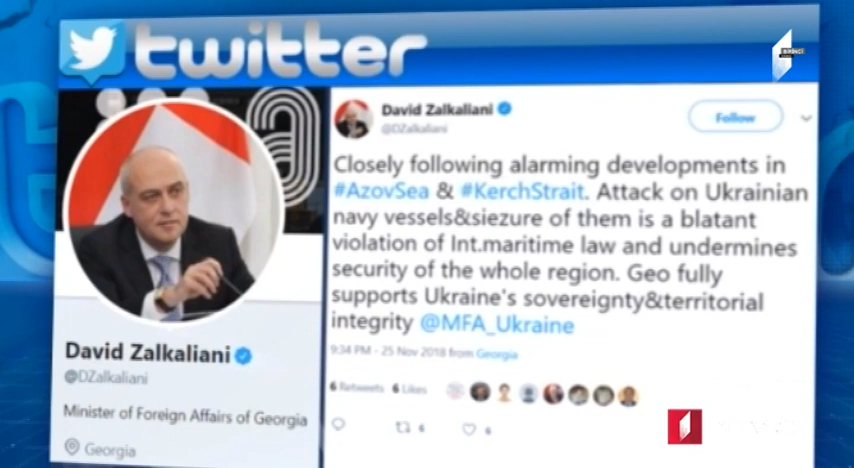 twitter
David Zalkaliani
@DZalkaliani
Follow
Closely following alarming developments in
#AzovSea & #KerchStrait. Attack on Ukrainian
navy vessels&siezure of them is a blatant
violation of Int.maritime law and undermines
security of the whole region. Geo fully
supports Ukraine's sovereignty&territorial
integrity @MFA_Ukraine
9:34 PM - 25 Nov 2018 from Georgia
6 Retweets 6 Likes
6 6
David Zalkaliani
@DZalkaliani
Minister of Foreign Affairs of Georgia
Georgia